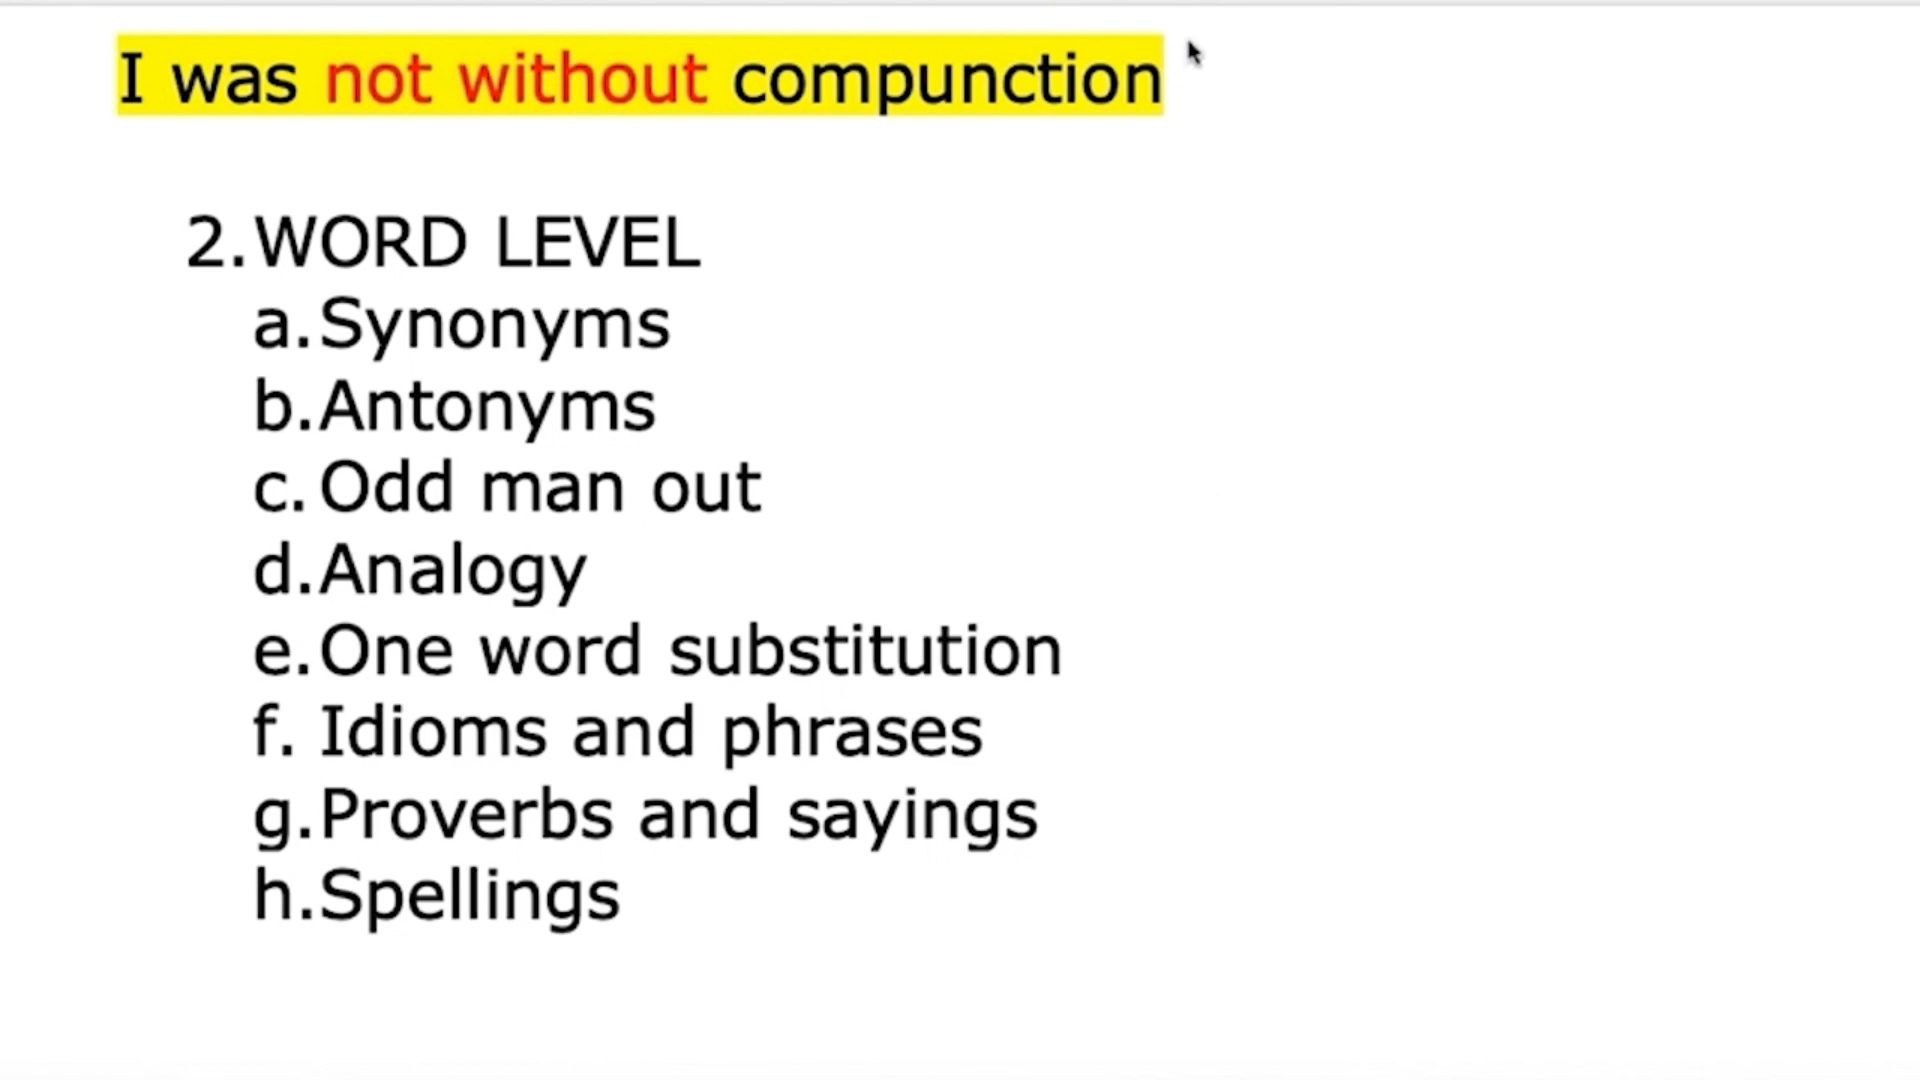 I was not without compunction
2.WORD LEVEL
a.Synonyms
b.Antonyms
c.Odd man out
d.Analogy
e.One word substitution
f. Idioms and phrases
g.Proverbs and sayings
h.Spellings